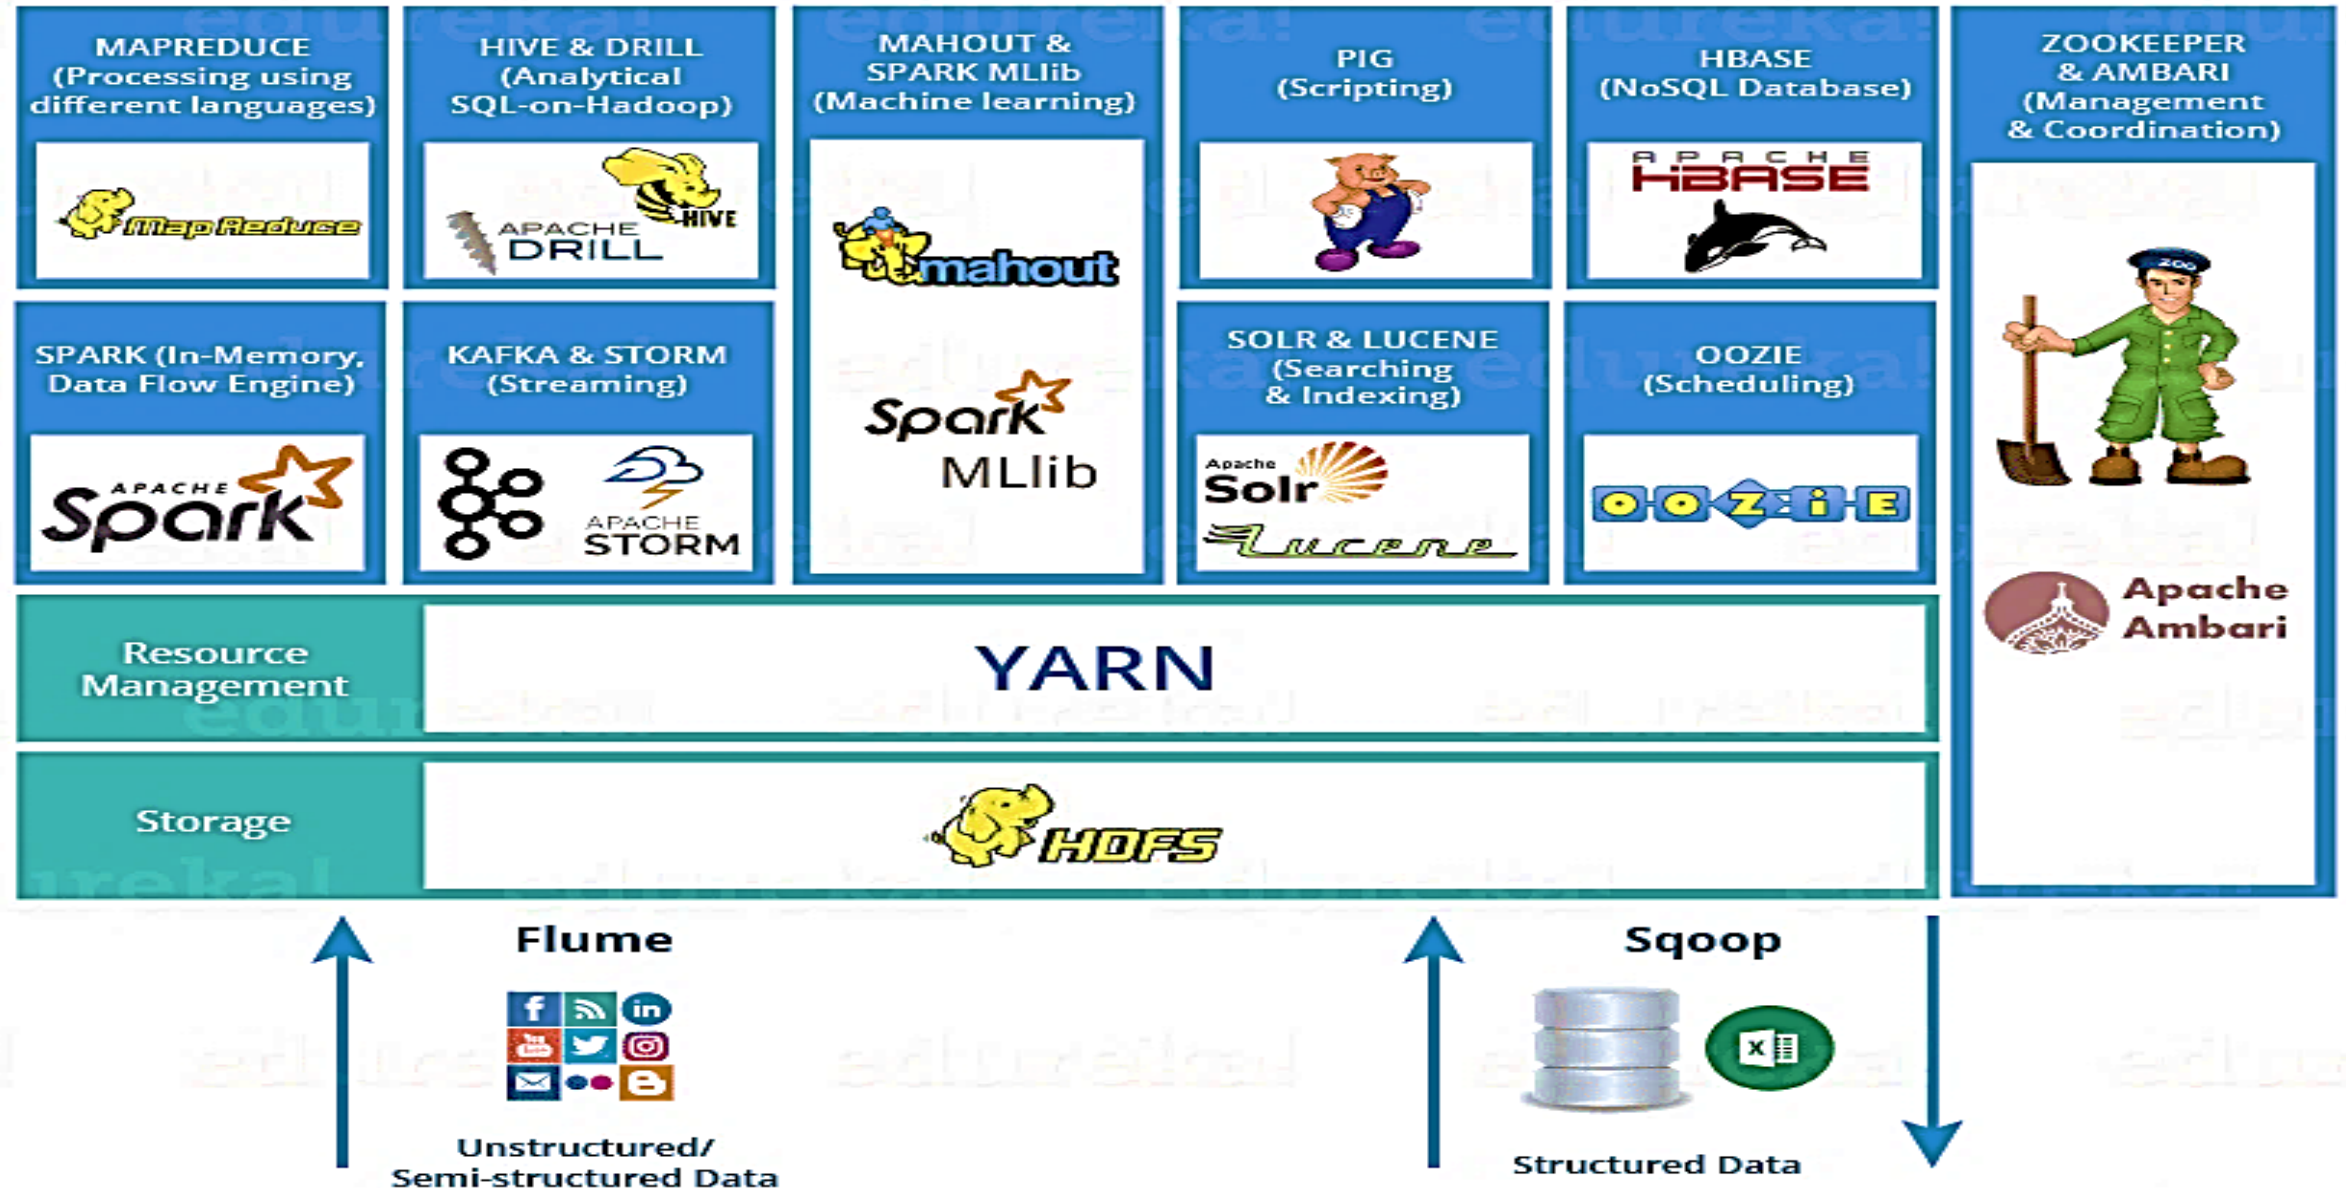 MAPREDUCE
(Processing using
different languages)
Map Reduce
HIVE & DRILL
(Analytical
SQL-on-Hadoop)
HIVE
APACHE
DRILL
MAHOUT &
SPARK MLlib
(Machine learning)
mahout
Spark
MLlib
PIG
(Scripting)
HBASE
(NoSQL Database)
APACHE
HBASE
ZOOKEEPER
& AMBARI
(Management
& Coordination)
ZOO
Apache
Ambari
SPARK (In-Memory,
Data Flow Engine)
APACHE
Spark
KAFKA & STORM
(Streaming)
APACHE
STORM
SOLR & LUCENE
(Searching
& Indexing)
Apache
Solr
Lucene
OOZIE
(Scheduling)
OOZiE
Resource
Management
YARN
Storage
HDFS
Flume
Unstructured/
Semi-structured Data
Sqoop
Structured Data
edureka!